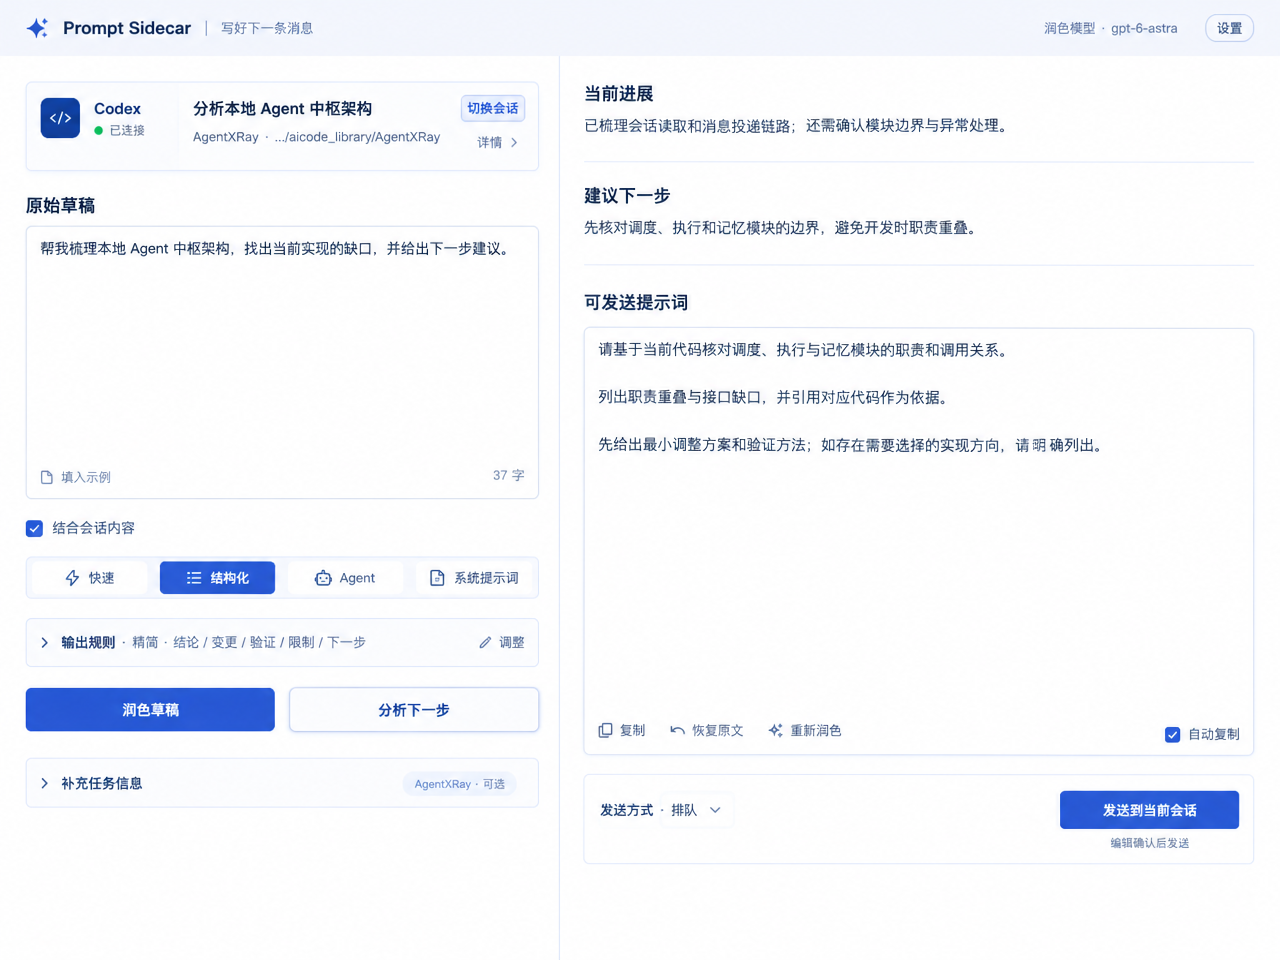 Prompt Sidecar | 写好下一条消息
润色模型 · gpt-6-astra
设置
</>
Codex
已连接
分析本地 Agent 中枢架构
AgentXRay · .../aicode_library/AgentXRay
切换会话
详情 >
原始草稿
帮我梳理本地 Agent 中枢架构，找出当前实现的缺口，并给出下一步建议。
填入示例
37 字
结合会话内容
快速
结构化
Agent
系统提示词
输出规则 · 精简 · 结论 / 变更 / 验证 / 限制 / 下一步
调整
润色草稿
分析下一步
补充任务信息
AgentXRay · 可选
当前进展
已梳理会话读取和消息投递链路；还需确认模块边界与异常处理。
建议下一步
先核对调度、执行和记忆模块的边界，避免开发时职责重叠。
可发送提示词
请基于当前代码核对调度、执行与记忆模块的职责和调用关系。
列出职责重叠与接口缺口，并引用对应代码作为依据。
先给出最小调整方案和验证方法；如存在需要选择的实现方向，请明确列出。
复制
恢复原文
重新润色
自动复制
发送方式 · 排队
发送到当前会话
编辑确认后发送